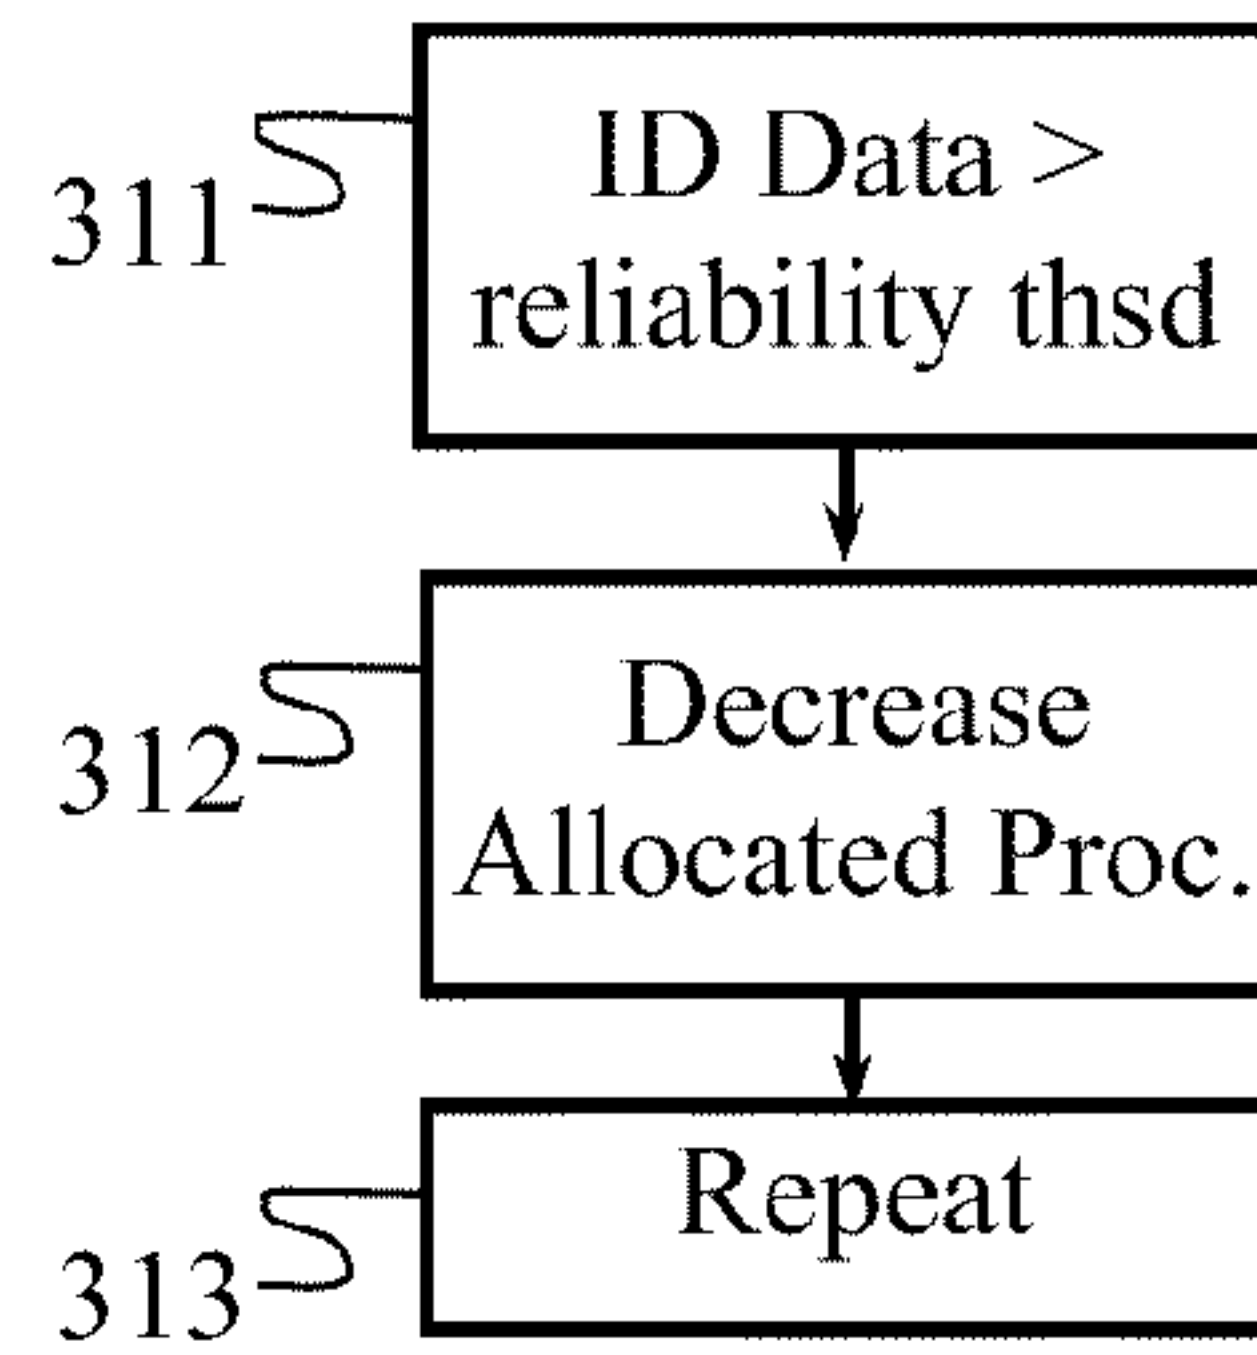 311
ID Data >
reliability thsd
312
Decrease
Allocated Proc.
313
Repeat